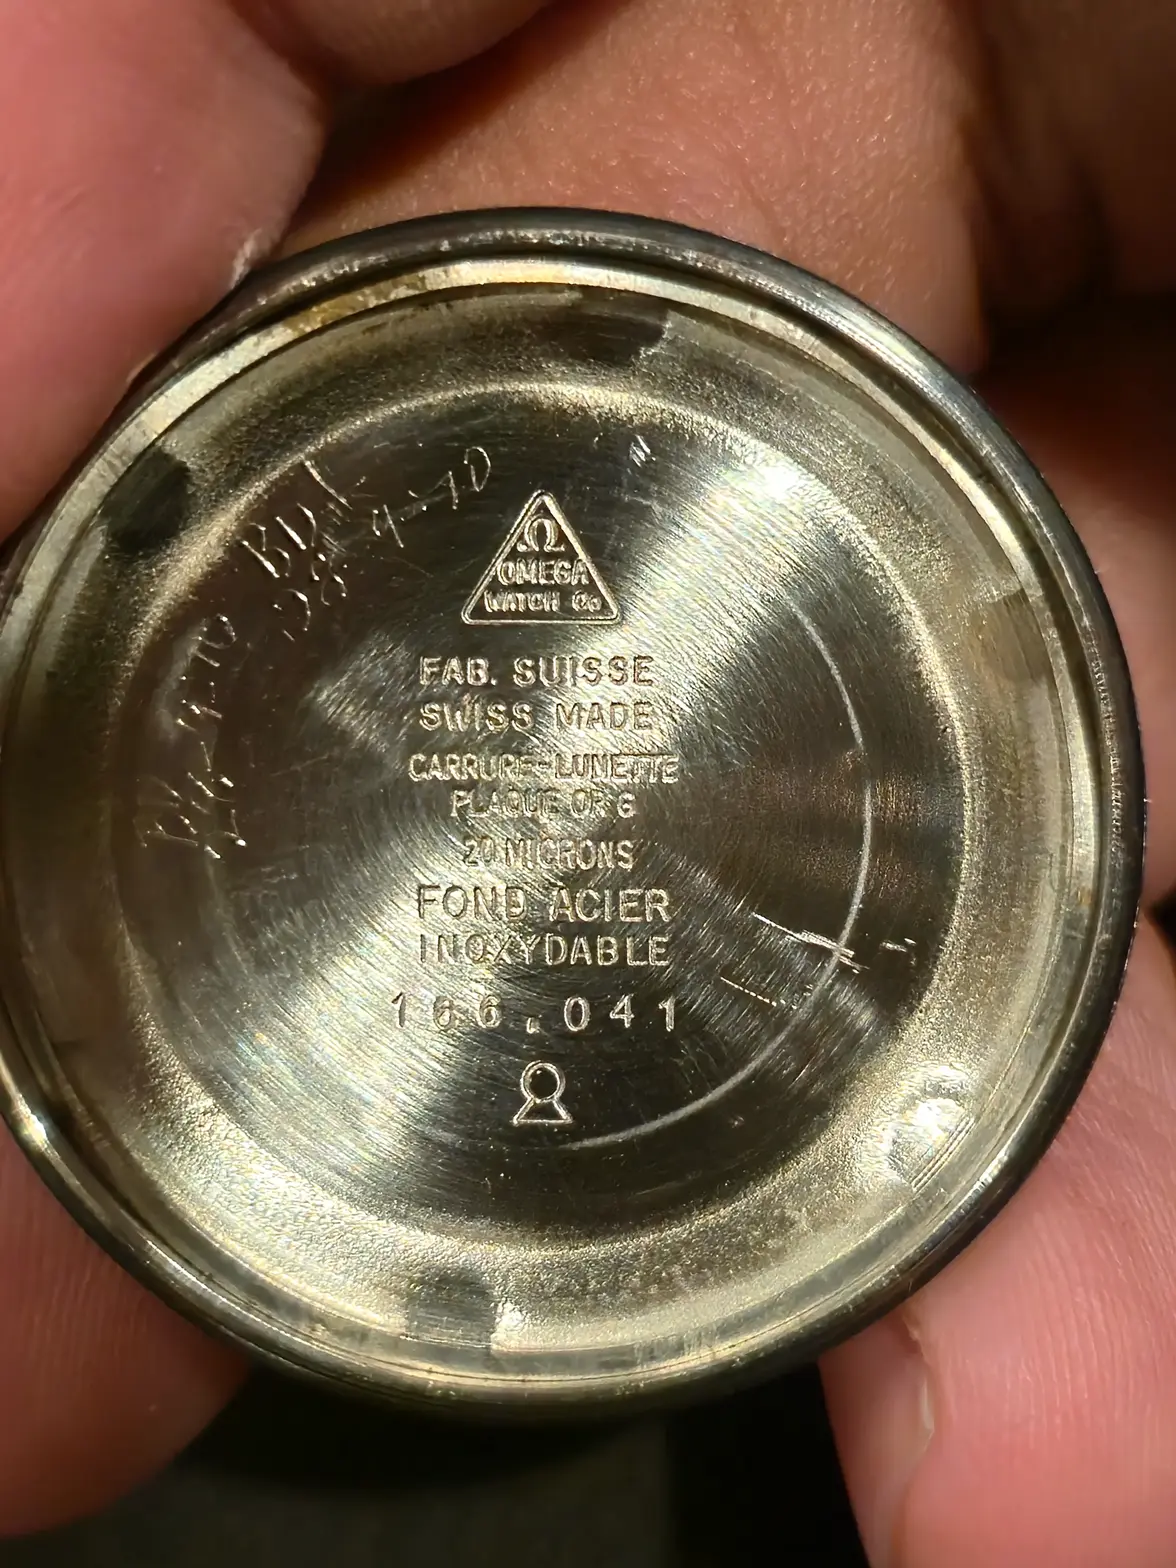 Ω
OMEGA
WATCH Co
FAB. SUISSE
SWISS MADE
CARRURE-LUNETTE
PLAQUE OR G
20 MICRONS
FOND ACIER
INOXYDABLE
166.041